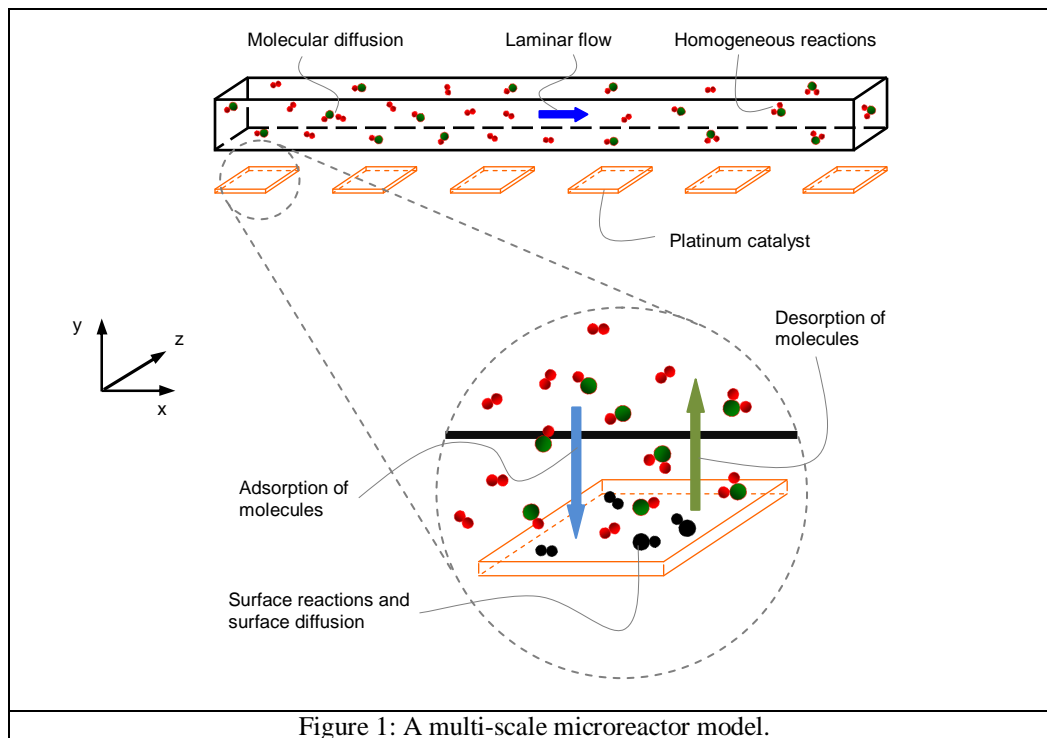 Molecular diffusion
Laminar flow
Homogeneous reactions
Platinum catalyst
y
z
x
Desorption of
molecules
Adsorption of
molecules
Surface reactions and
surface diffusion
Figure 1: A multi-scale microreactor model.